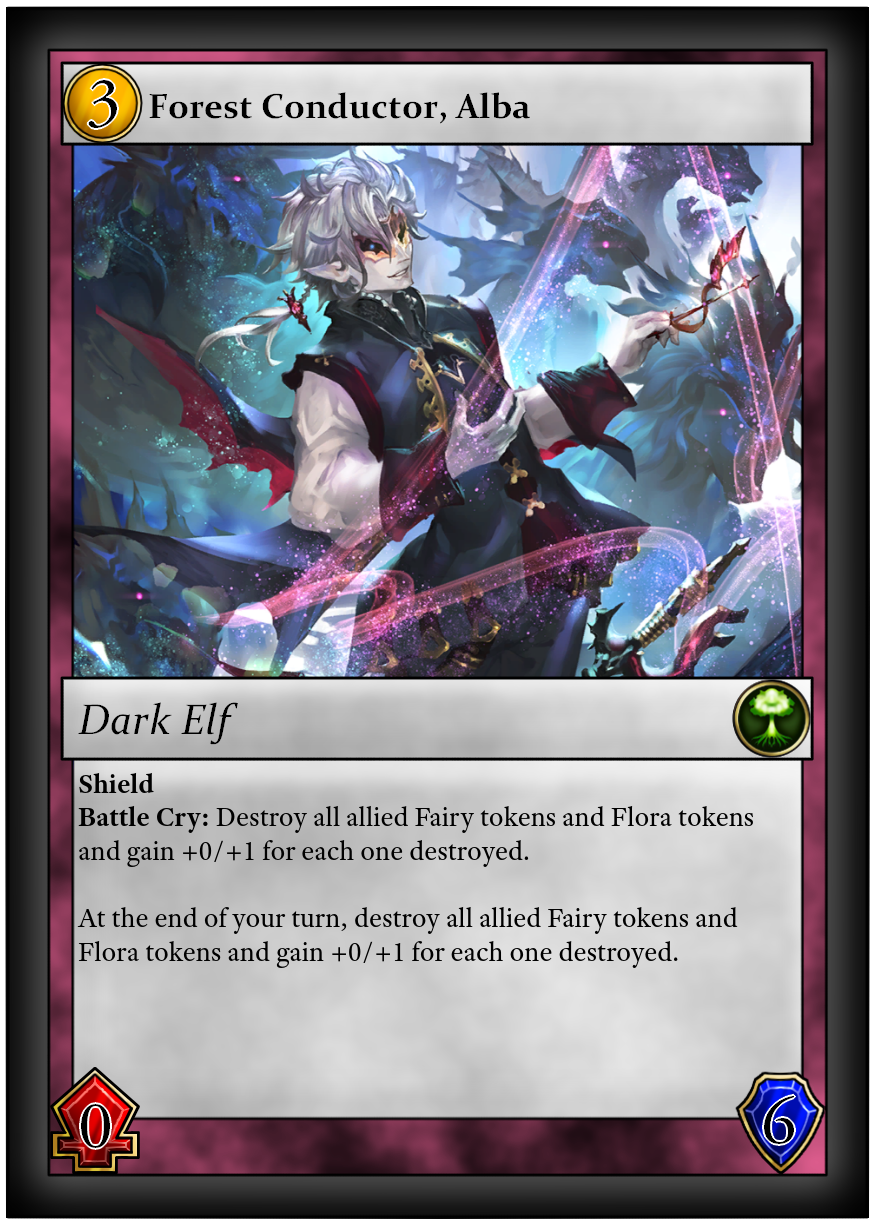 3 Forest Conductor, Alba
Dark Elf
Shield
Battle Cry: Destroy all allied Fairy tokens and Flora tokens
and gain +0/+1 for each one destroyed.
At the end of your turn, destroy all allied Fairy tokens and
Flora tokens and gain +0/+1 for each one destroyed.
0 6